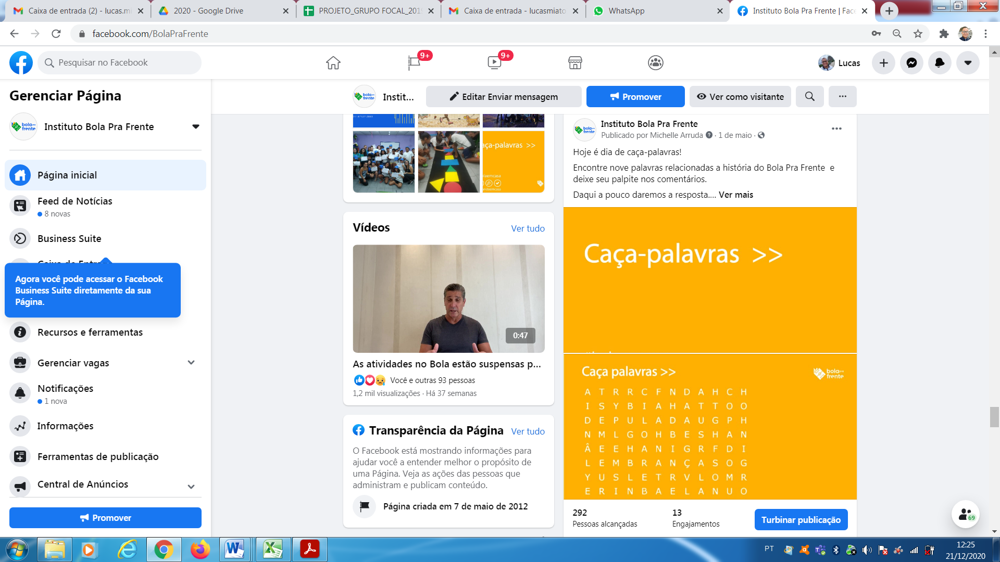 Caixa de entrada (2) - lucas.mi
2020 - Google Drive
PROJETO_GRUPO FOCAL_201
Caixa de entrada - lucasmiato
WhatsApp
Instituto Bola Pra Frente | Fac
facebook.com/BolaPraFrente
Pesquisar no Facebook
9+
9+
Lucas
Gerenciar Página
Instituto Bola Pra Frente
Página inicial
Feed de Notícias
8 novas
Business Suite
Agora você pode acessar o Facebook
Business Suite diretamente da sua
Página.
Recursos e ferramentas
Gerenciar vagas
Notificações
1 nova
Informações
Ferramentas de publicação
Central de Anúncios
Promover
bola pra
frente
Instit...
Editar Enviar mensagem
Promover
Ver como visitante
aça-palavras >>
Vídeos
Ver tudo
0:47
As atividades no Bola estão suspensas p...
Você e outras 93 pessoas
1,2 mil visualizações · Há 37 semanas
Transparência da Página
Ver tudo
O Facebook está mostrando informações para
ajudar você a entender melhor o propósito de
uma Página. Veja as ações das pessoas que
administram e publicam conteúdo.
Página criada em 7 de maio de 2012
Instituto Bola Pra Frente
Publicado por Michelle Arruda · 1 de maio ·
Hoje é dia de caça-palavras!
Encontre nove palavras relacionadas a história do Bola Pra Frente e
deixe seu palpite nos comentários.
Daqui a pouco daremos a resposta.... Ver mais
Caça-palavras >>
Caça palavras >>
bola pra
frente
A T R R C F N D A H C H
I S Y B I A H A T T O O
D E P U L A D A U G P H
N M L G O H B E S H A N
Â E E H A N I G R F D I
L E M B R A N Ç A S O G
Y U S L E T R V L O M R
E R I N B A E L A N U O
292
Pessoas alcançadas
13
Engajamentos
Turbinar publicação
69
PT
12:25
21/12/2020